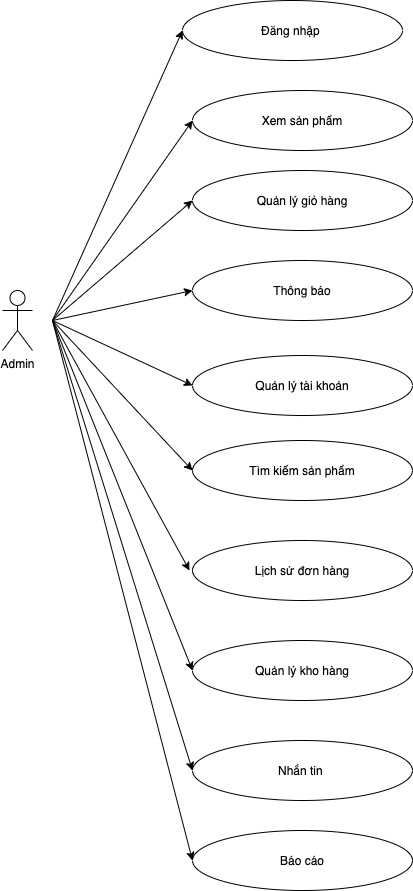 Đăng nhập
Xem sản phẩm
Quản lý giỏ hàng
Thông báo
Admin
Quản lý tài khoản
Tìm kiếm sản phẩm
Lịch sử đơn hàng
Quản lý kho hàng
Nhắn tin
Báo cáo